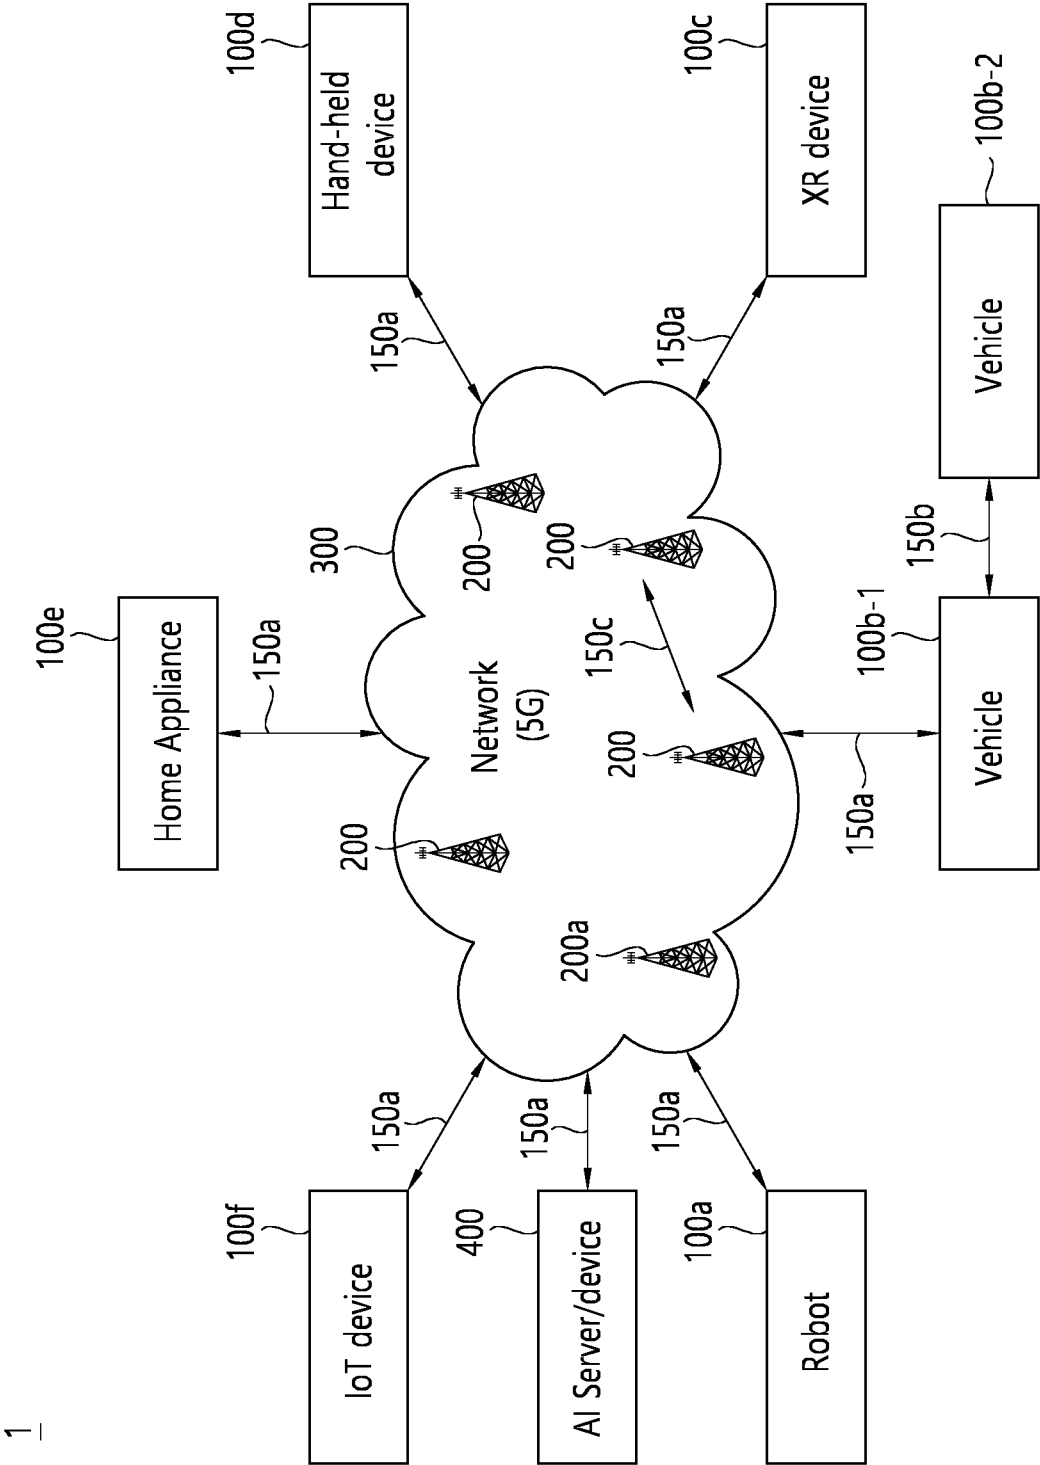 1
100e
Home Appliance
150a
100f
IoT device
150a
300
200
200
100d
Hand-held
device
150a
400
AI Server/device
150a
Network
(5G)
200a
200
150c
200
100a
Robot
150a
150a
100c
XR device
150a
100b-1
Vehicle
150b
100b-2
Vehicle